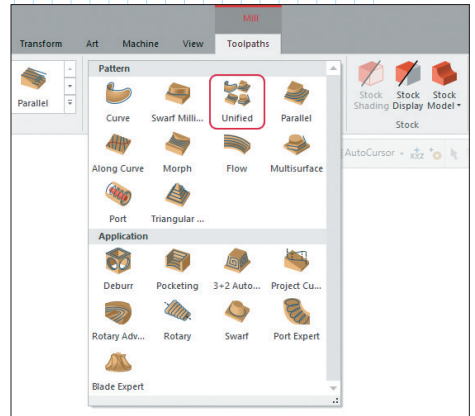 Mill
Transform Art Machine View Toolpaths
Parallel
Pattern
Curve Swarf Milli... Unified Parallel
Along Curve Morph Flow Multisurface
Port Triangular ...
Application
Deburr Pocketing 3+2 Auto... Project Cu...
Rotary Adv... Rotary Swarf Port Expert
Blade Expert
Stock Stock Stock
Shading Display Model
Stock
AutoCursor